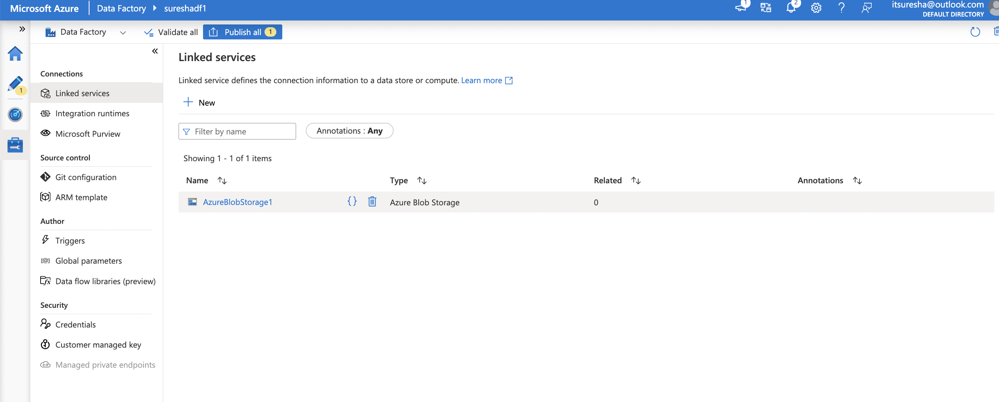 Microsoft Azure | Data Factory ▸ sureshadf1
1
2
itsuresha@outlook.com
DEFAULT DIRECTORY
Data Factory
Validate all
Publish all 1
1
Connections
Linked services
Integration runtimes
Microsoft Purview
Source control
Git configuration
ARM template
Author
Triggers
Global parameters
Data flow libraries (preview)
Security
Credentials
Customer managed key
Managed private endpoints
Linked services
Linked service defines the connection information to a data store or compute. Learn more
New
Filter by name
Annotations : Any
Showing 1 - 1 of 1 items
Name Type Related Annotations
AzureBlobStorage1 {} Azure Blob Storage 0